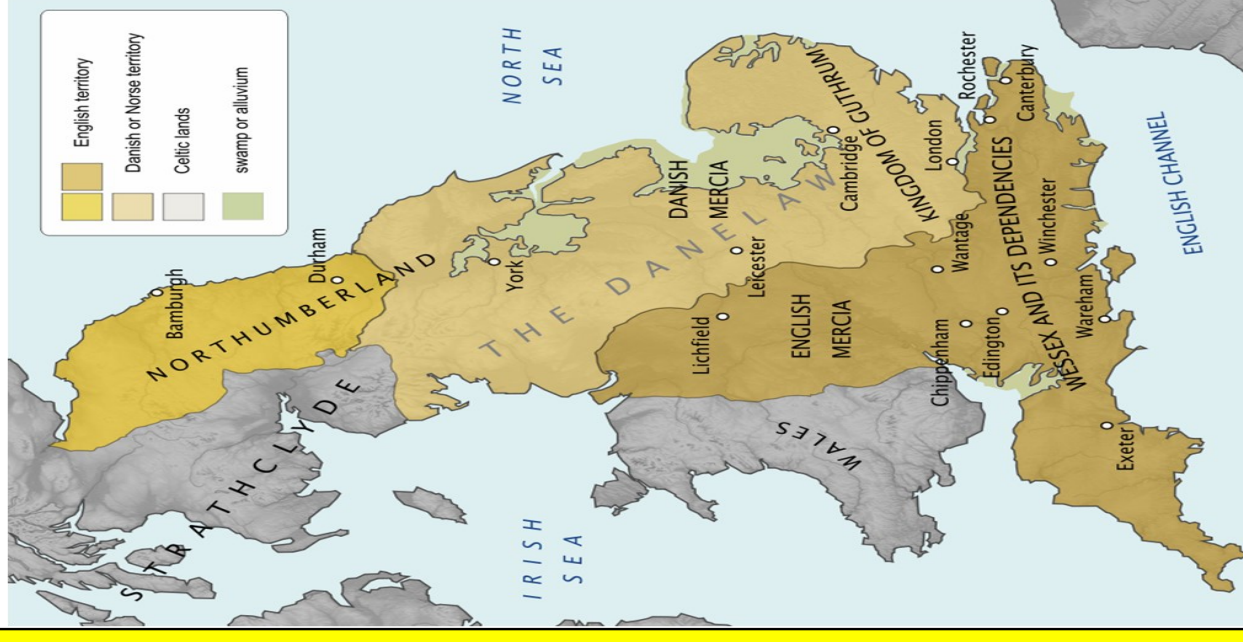 English territory
Danish or Norse territory
Celtic lands
swamp or alluvium
NORTH
SEA
Bamburgh
Durham
NORTHUMBERLAND
STRATHCLYDE
York
THE DANELAW
IRISH
SEA
DANISH
MERCIA
Leicester
Lichfield
ENGLISH
MERCIA
WALES
Cambridge
KINGDOM OF GUTHRUM
London
Rochester
Canterbury
Wantage
Chippenham
Edington
WESSEX AND ITS DEPENDENCIES
Winchester
Wareham
Exeter
ENGLISH CHANNEL